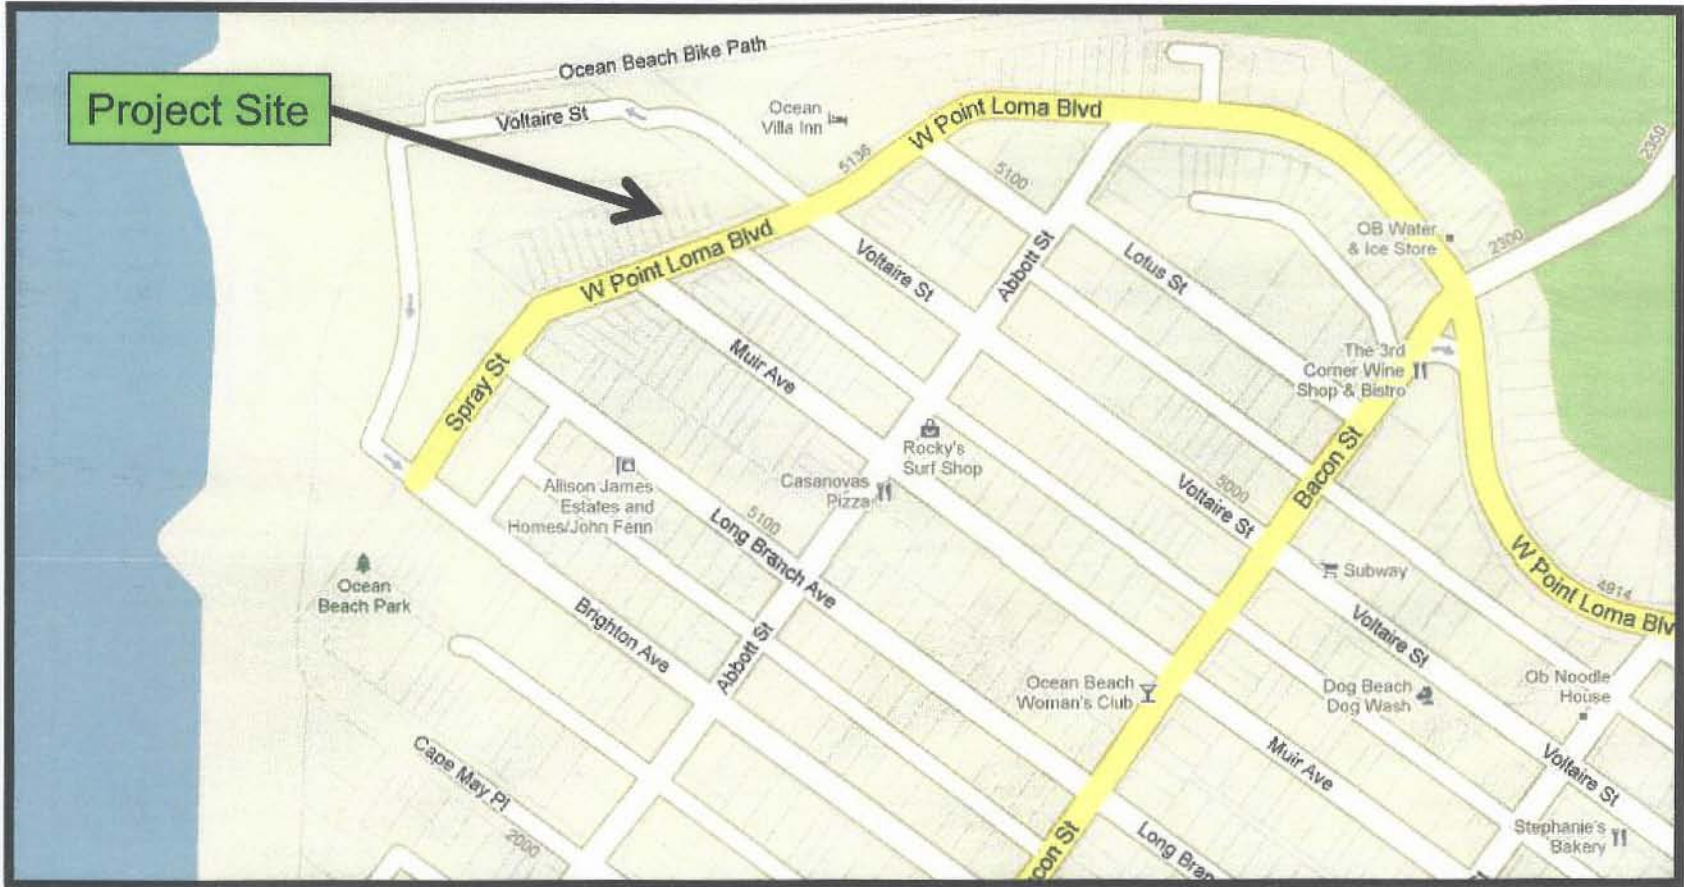 Project Site
Ocean Beach Bike Path
Voltaire St
Ocean
Villa Inn
W Point Loma Blvd
5136
5100
2350
W Point Loma Blvd
Voltaire St
Abbott St
Lotus St
OB Water
& Ice Store
2300
Spray St
Muir Ave
The 3rd
Corner Wine
Shop & Bistro
Rocky's
Surf Shop
Casanovas
Pizza
Allison James
Estates and
Homes/John Fenn
5100
Long Branch Ave
Voltaire St
5000
Bacon St
Subway
W Point Loma Blv
4914
Ocean
Beach Park
Brighton Ave
Abbott St
Voltaire St
Ocean Beach
Woman's Club
Dog Beach
Dog Wash
Ob Noodle
House
Cape May Pl
2000
Muir Ave
Voltaire St
Stephanie's
Bakery
con St
Long Bran